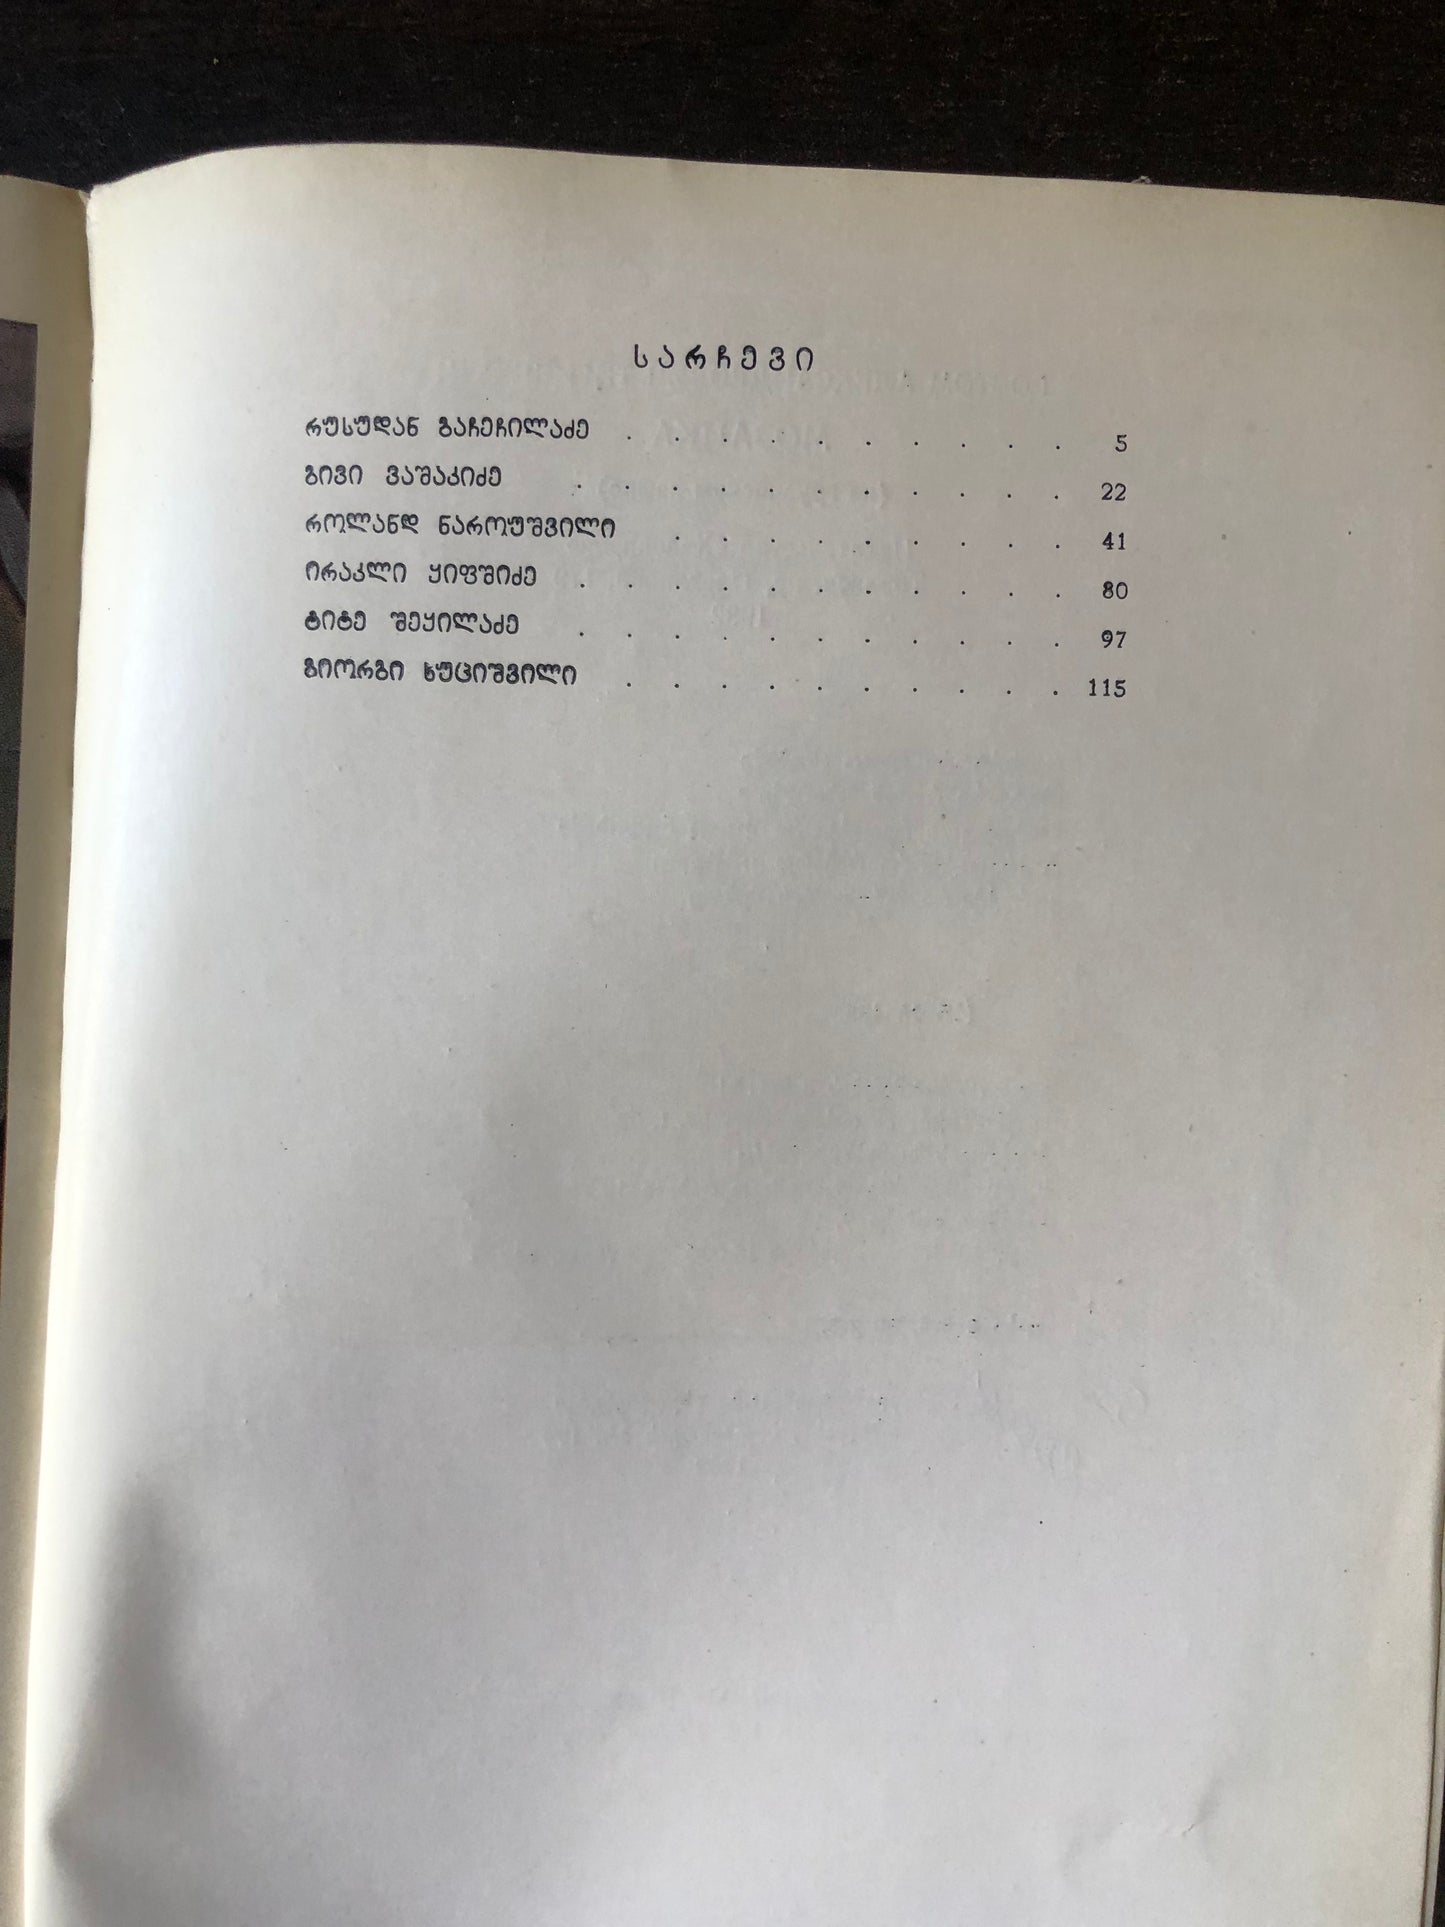 სარჩევი
რუსუდან გაჩეჩილაძე . . . . . . . . . . 5
გივი ვაშაკიძე . . . . . . . . . . . 22
როლანდ ნაროუშვილი . . . . . . . . . 41
ირაკლი ყიფშიძე . . . . . . . . . . . 80
ტიტე შეყილაძე . . . . . . . . . . . 97
გიორგი ხუციშვილი . . . . . . . . . . 115